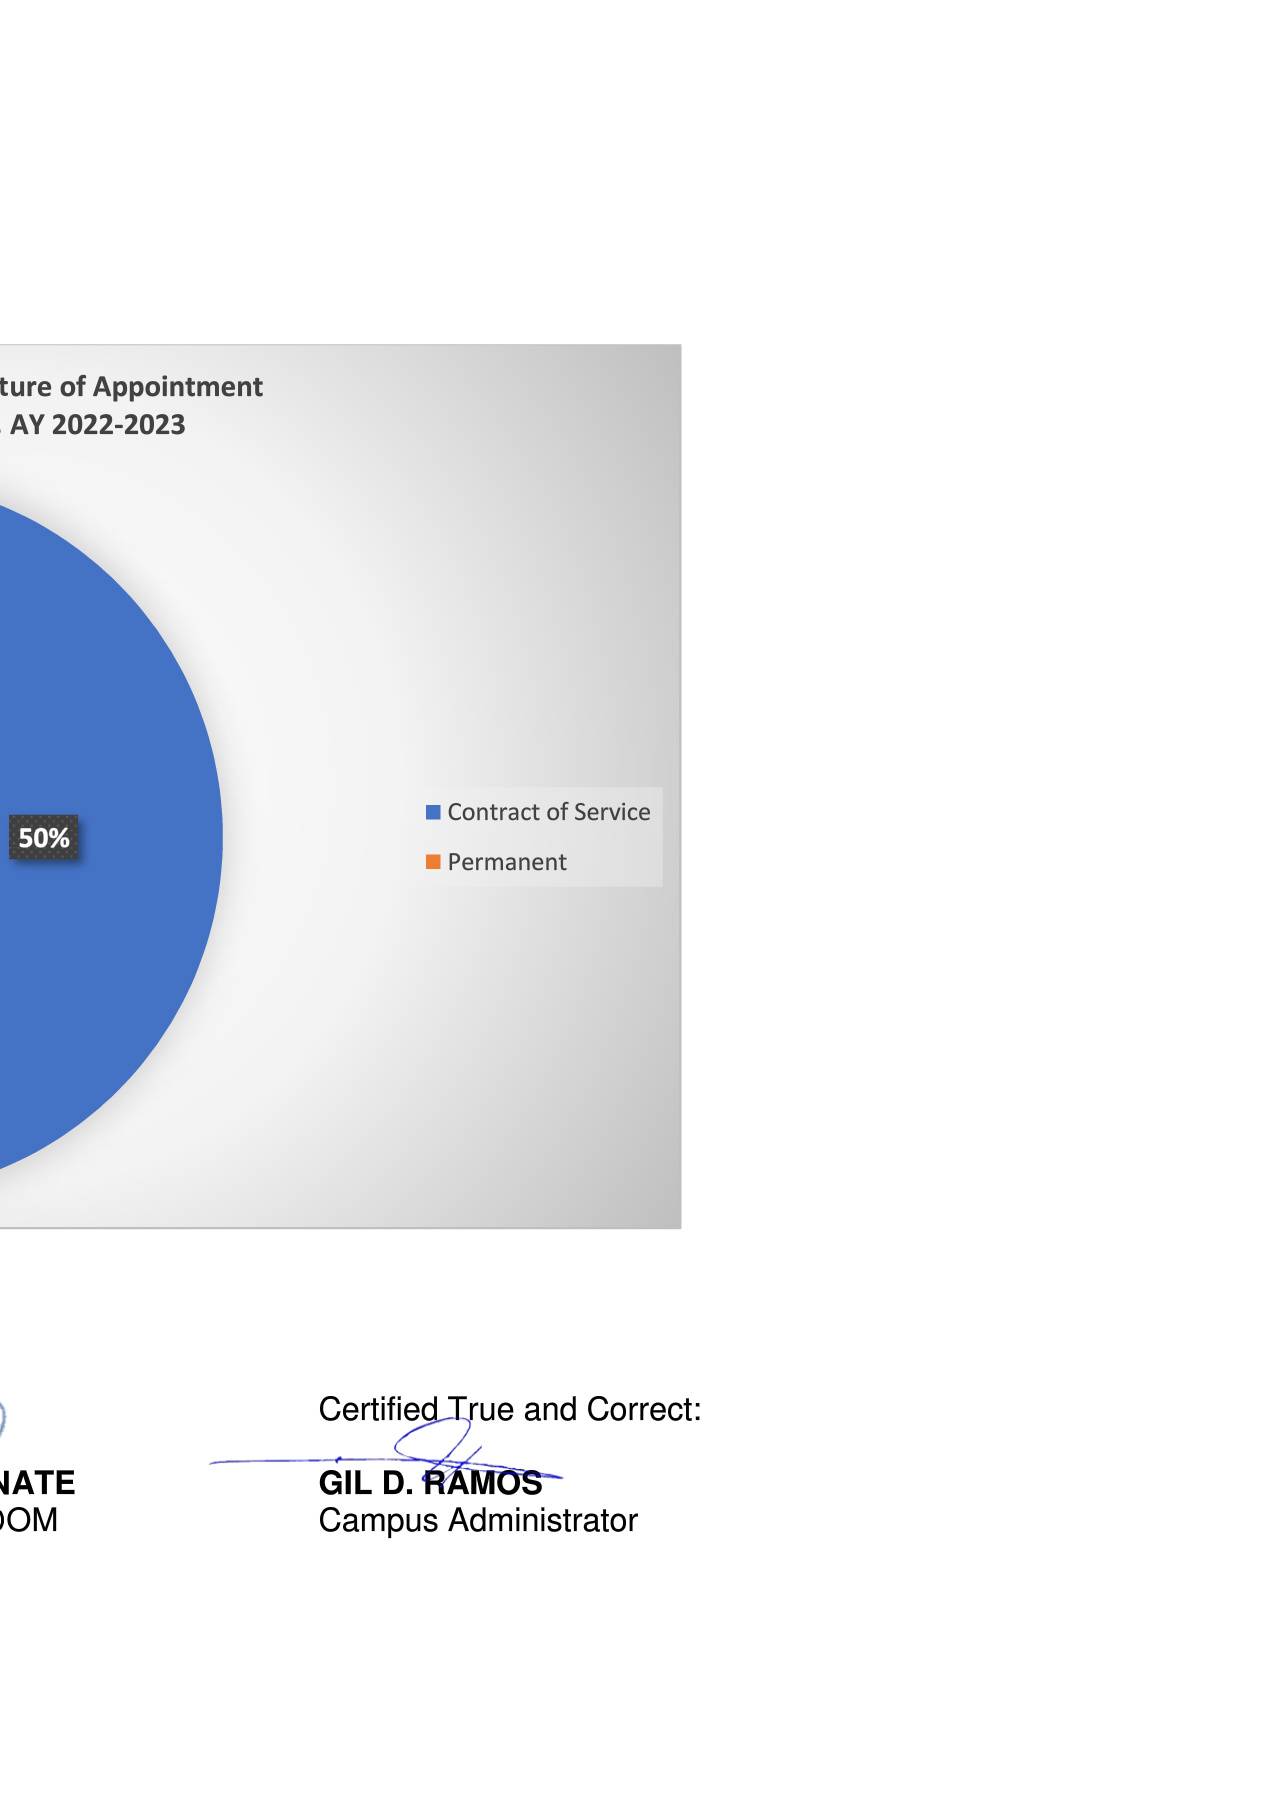 ture of Appointment
. AY 2022-2023
50%
Contract of Service
Permanent
Certified True and Correct:
NATE
GIL D. RAMOS
OOM
Campus Administrator